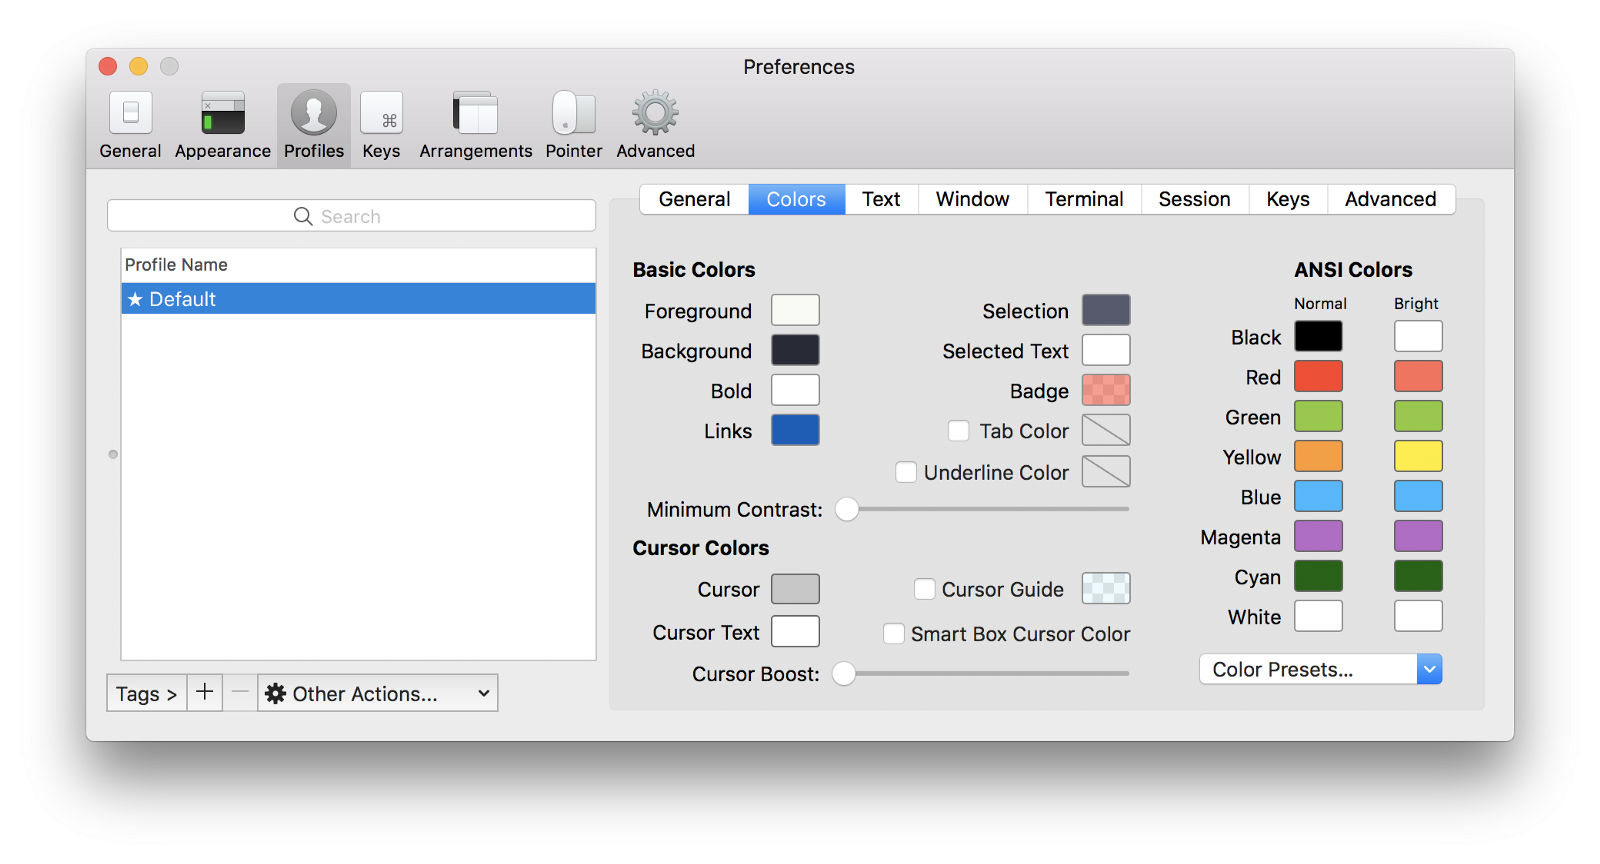 Preferences
General Appearance Profiles Keys Arrangements Pointer Advanced
Search
Profile Name
★ Default
Tags > + − Other Actions...
General Colors Text Window Terminal Session Keys Advanced
Basic Colors
Foreground
Background
Bold
Links
Selection
Selected Text
Badge
Tab Color
Underline Color
Minimum Contrast:
Cursor Colors
Cursor
Cursor Text
Cursor Guide
Smart Box Cursor Color
Cursor Boost:
ANSI Colors
Normal Bright
Black
Red
Green
Yellow
Blue
Magenta
Cyan
White
Color Presets...